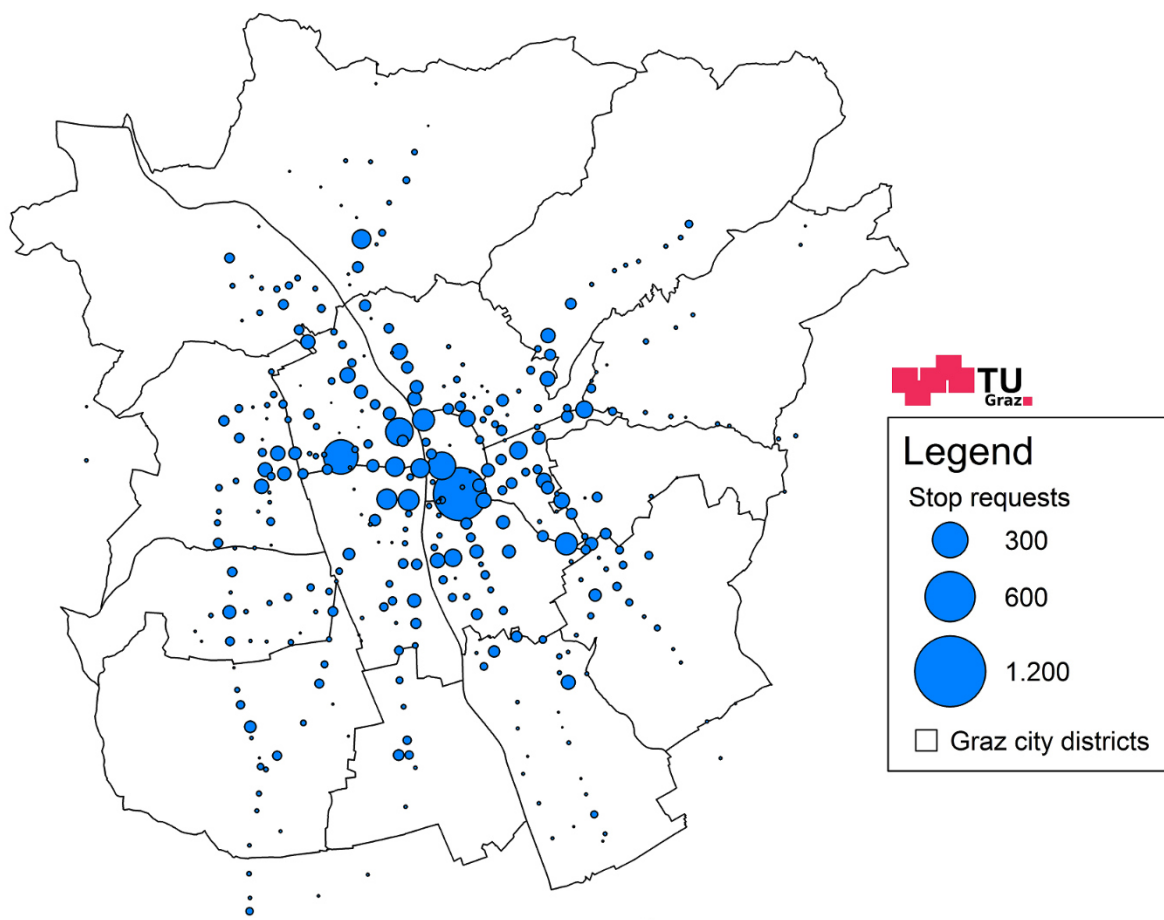 TU
Graz
Legend
Stop requests
300
600
1.200
Graz city districts